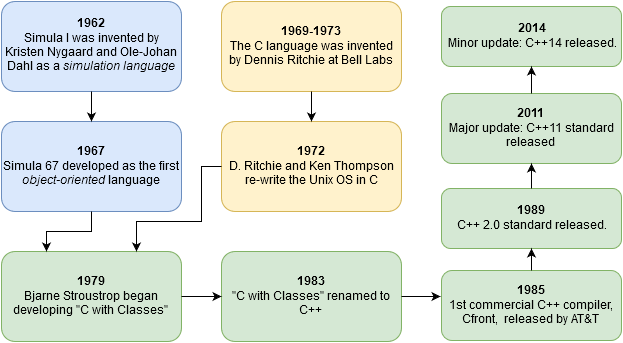 1962
Simula I was invented by
Kristen Nygaard and Ole-Johan
Dahl as a simulation language
1967
Simula 67 developed as the first
object-oriented language
1969-1973
The C language was invented
by Dennis Ritchie at Bell Labs
1972
D. Ritchie and Ken Thompson
re-write the Unix OS in C
1979
Bjarne Stroustrop began
developing "C with Classes"
1983
"C with Classes" renamed to
C++
1985
1st commercial C++ compiler,
Cfront, released by AT&T
1989
C++ 2.0 standard released.
2011
Major update: C++11 standard
released
2014
Minor update: C++14 released.